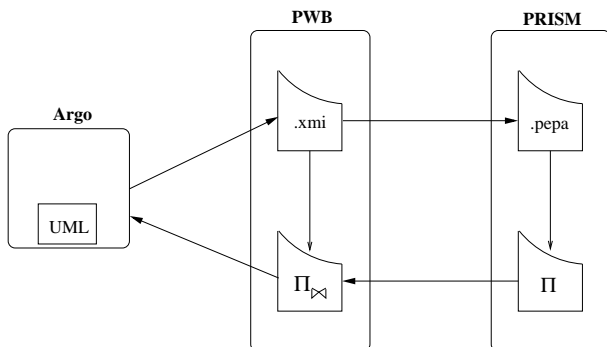 PWB
PRISM
Argo
.xmi
.pepa
UML
Π⋈
Π